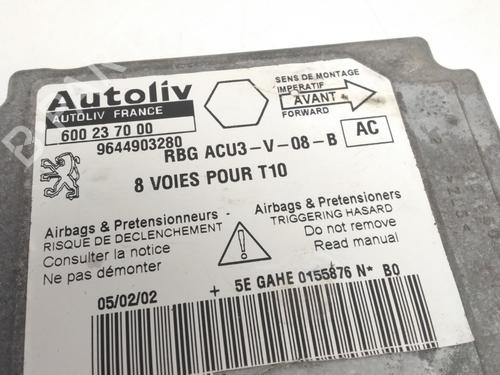 Autoliv
AUTOLIV FRANCE
600 23 70 00
9644903280
SENS DE MONTAGE
IMPERATIF
AVANT
FORWARD
RBG ACU3-V-08-B
AC
8 VOIES POUR T10
Airbags & Pretensionneurs
RISQUE DE DECLENCHEMENT
Consulter la notice
Ne pas démonter
Airbags & Pretensioners
TRIGGERING HASARD
Do not remove
Read manual
05/02/02
+ 5E GAHE 0155876 N* B0